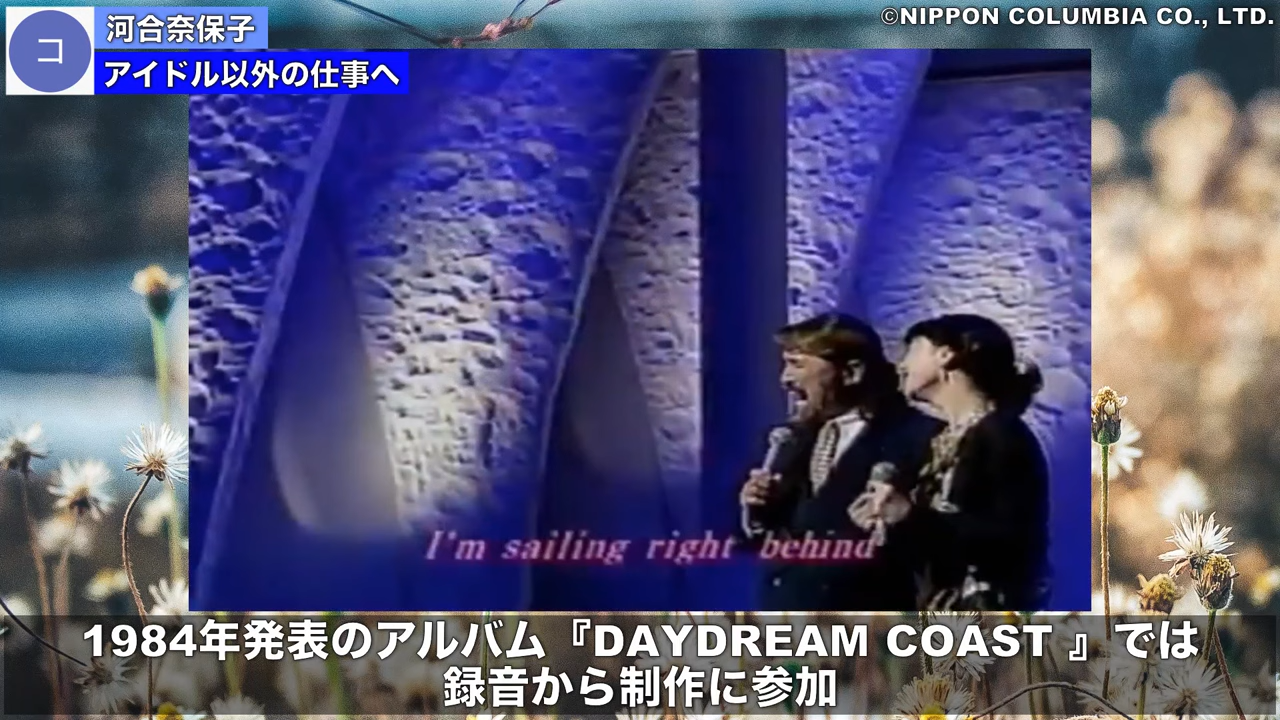 ©NIPPON COLUMBIA CO., LTD.
コ
河合奈保子
アイドル以外の仕事へ
I'm sailing right behind
1984年発表のアルバム『DAYDREAM COAST 』では
録音から制作に参加